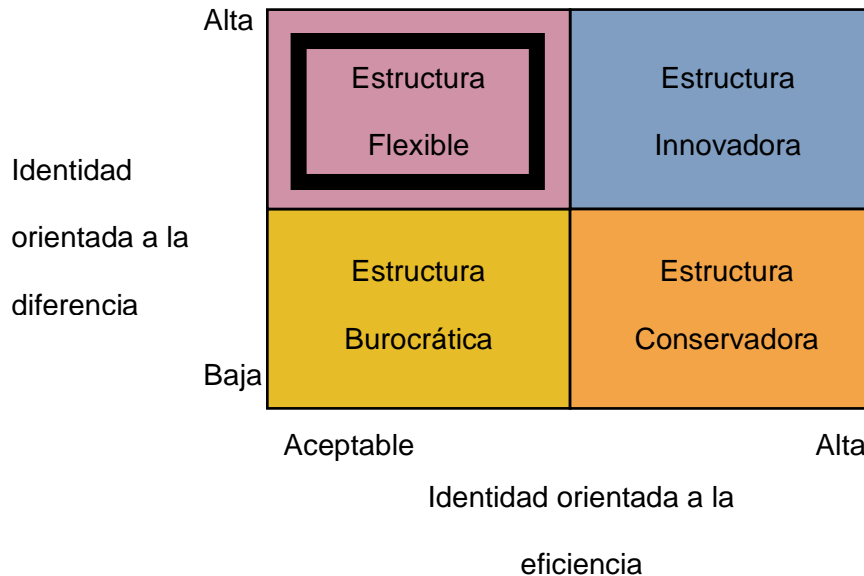 Alta
Estructura
Flexible
Estructura
Innovadora
Identidad
orientada a la
diferencia
Estructura
Burocrática
Estructura
Conservadora
Baja
Aceptable
Alta
Identidad orientada a la
eficiencia